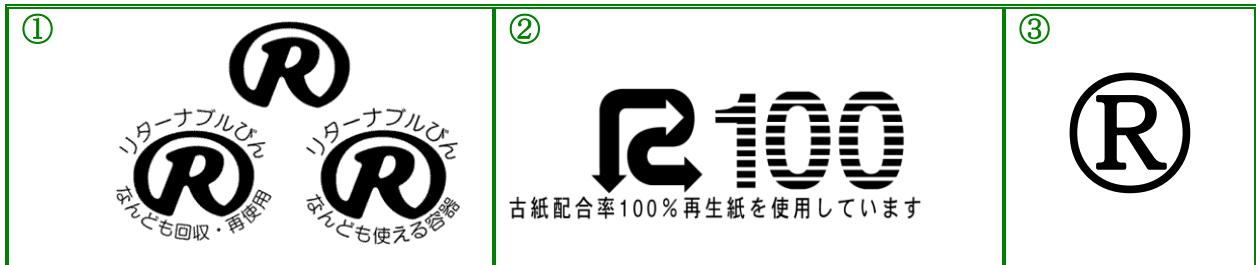 ①
R
リターナブルびん
R
なんども回収・再使用
リターナブルびん
R
なんども使える容器
②
R100
古紙配合率100%再生紙を使用しています
③
®